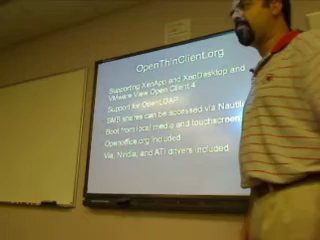 OpenThinClient.org
Supporting XenApp and XenDesktop and
VMware View Open Client 4
Support for OpenLDAP
SMB shares can be accessed via Nautil
Boot from local media and touchscreen
Openoffice.org included
Via, Nvidia, and ATI drivers included